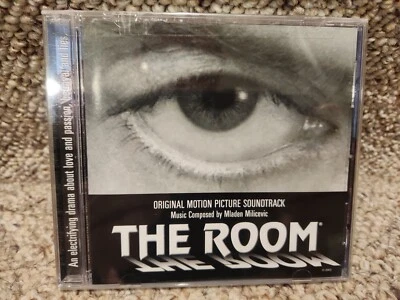 An electrifying drama about love and passion,
ORIGINAL MOTION PICTURE SOUNDTRACK
Music Composed by Mladen Milicevic
THE ROOM®
THE ROOM